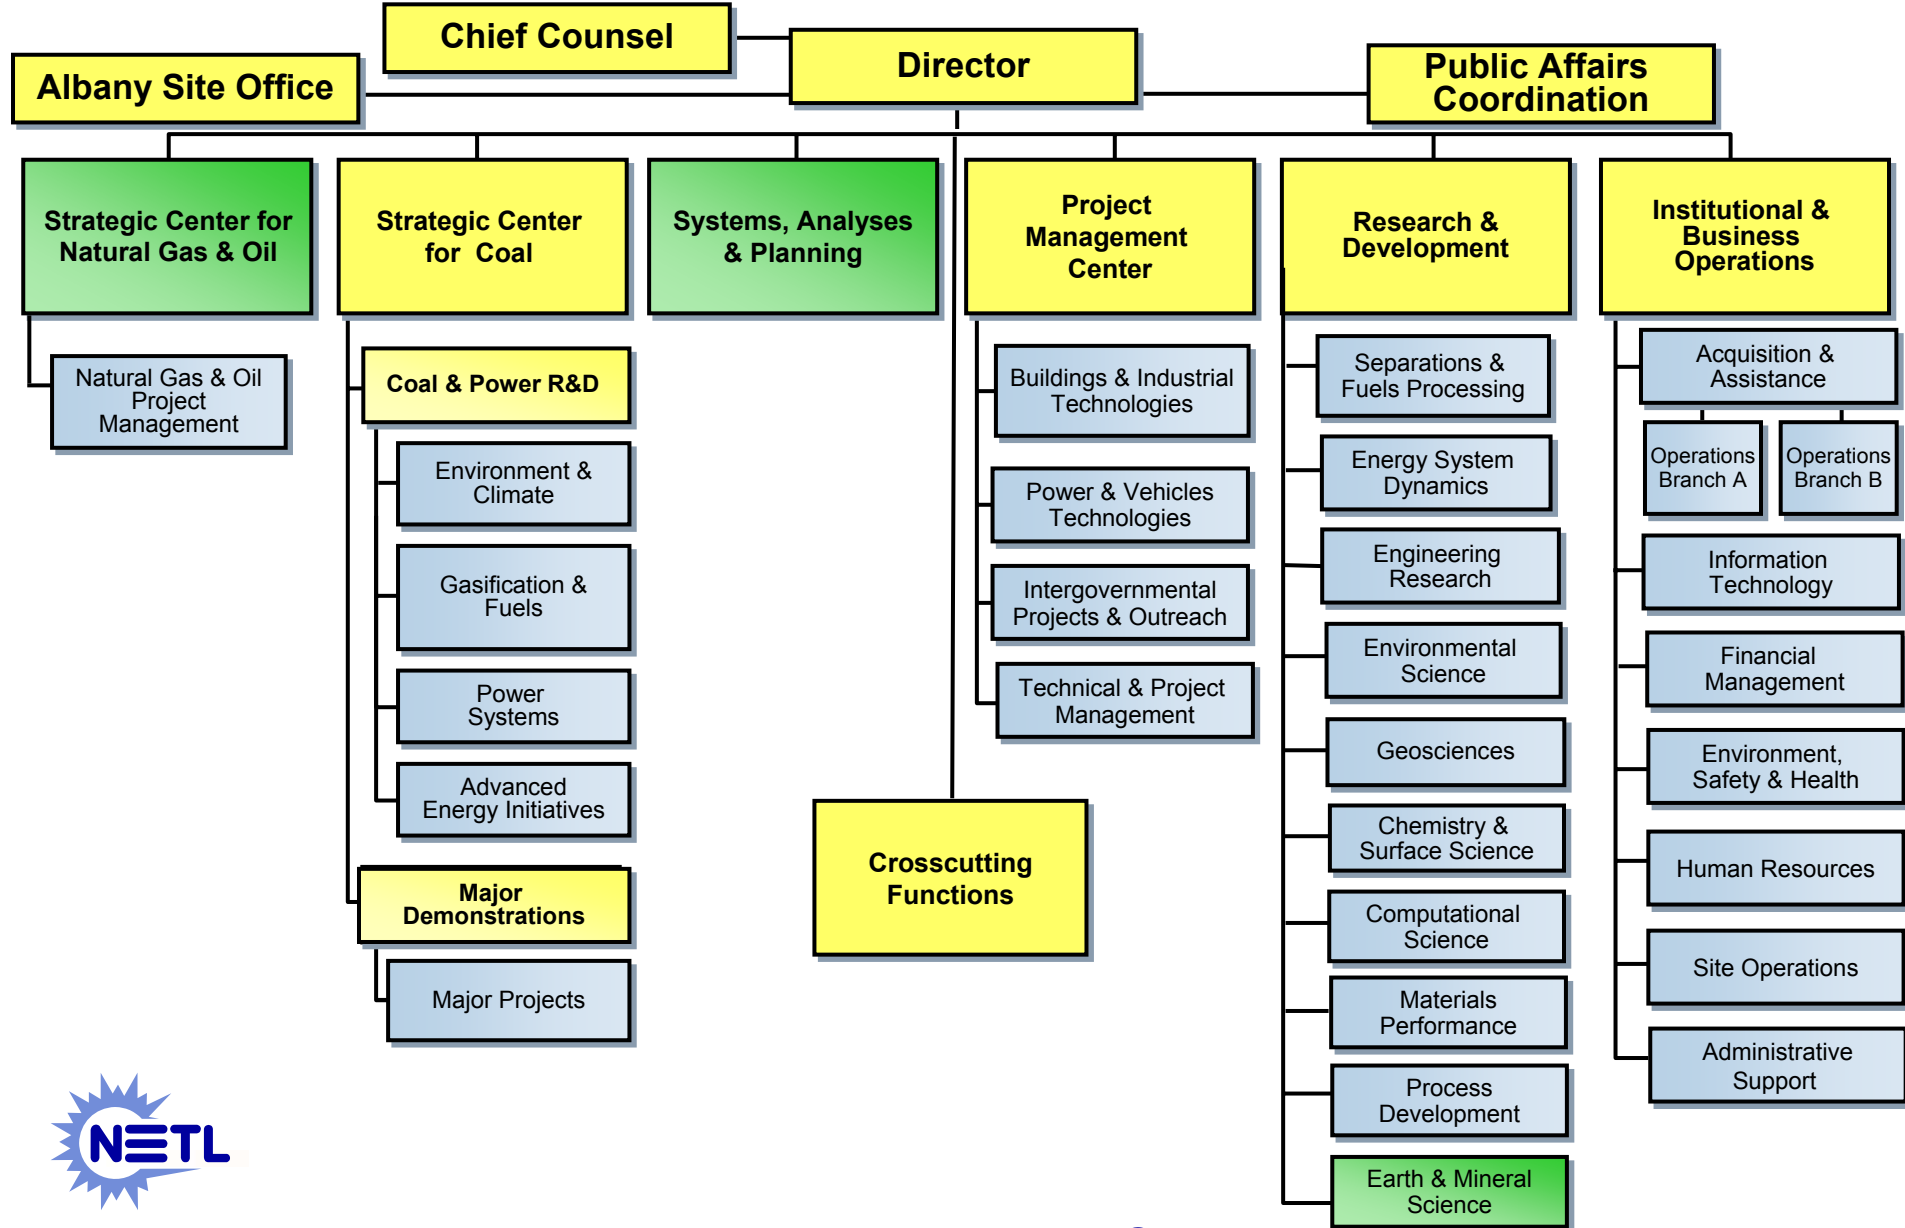 Chief Counsel
Director
Albany Site Office
Public Affairs
Coordination
Strategic Center for
Natural Gas & Oil
Strategic Center
for Coal
Systems, Analyses
& Planning
Project
Management
Center
Research &
Development
Institutional &
Business
Operations
Natural Gas & Oil
Project
Management
Coal & Power R&D
Environment &
Climate
Gasification &
Fuels
Power
Systems
Advanced
Energy Initiatives
Major
Demonstrations
Major Projects
Crosscutting
Functions
Buildings & Industrial
Technologies
Power & Vehicles
Technologies
Intergovernmental
Projects & Outreach
Technical & Project
Management
Separations &
Fuels Processing
Energy System
Dynamics
Engineering
Research
Environmental
Science
Geosciences
Chemistry &
Surface Science
Computational
Science
Materials
Performance
Process
Development
Earth & Mineral
Science
Acquisition &
Assistance
Operations
Branch A
Operations
Branch B
Information
Technology
Financial
Management
Environment,
Safety & Health
Human Resources
Site Operations
Administrative
Support
NETL